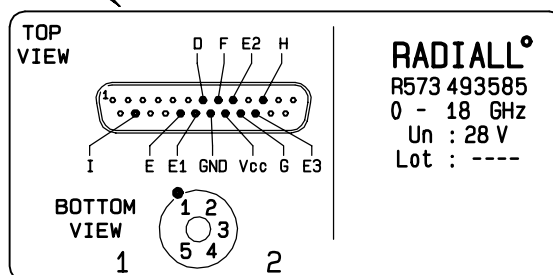 TOP
VIEW
D F E2 H
1
I E E1 GND Vcc G E3
BOTTOM
VIEW
1 2
3
5 4
1 2
RADIALL°
R573 493585
0 - 18 GHz
Un : 28 V
Lot : ----